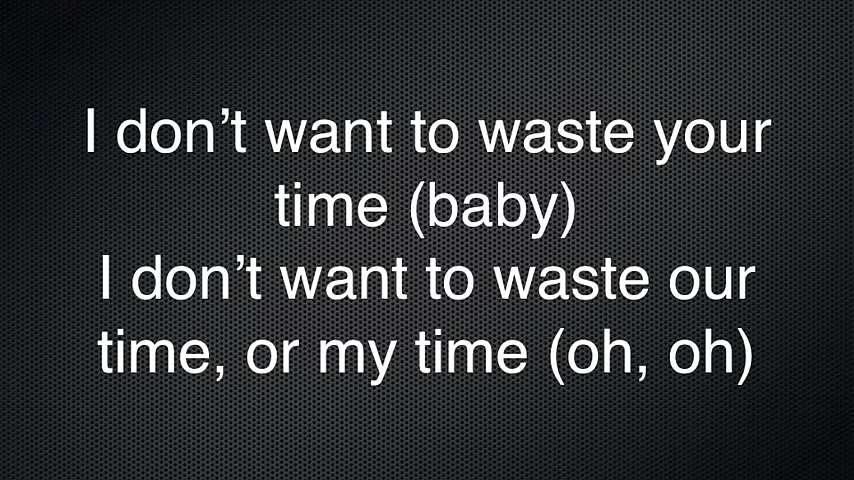 I don’t want to waste your
time (baby)
I don’t want to waste our
time, or my time (oh, oh)